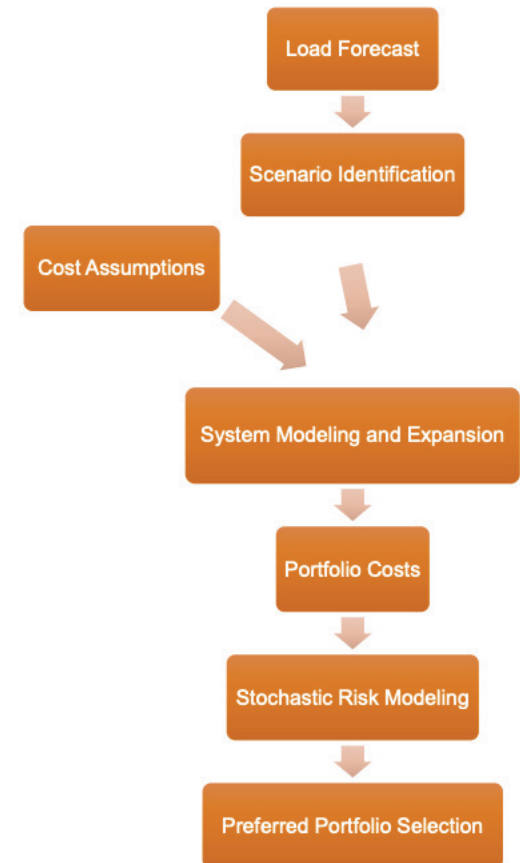 Load Forecast
Scenario Identification
Cost Assumptions
System Modeling and Expansion
Portfolio Costs
Stochastic Risk Modeling
Preferred Portfolio Selection